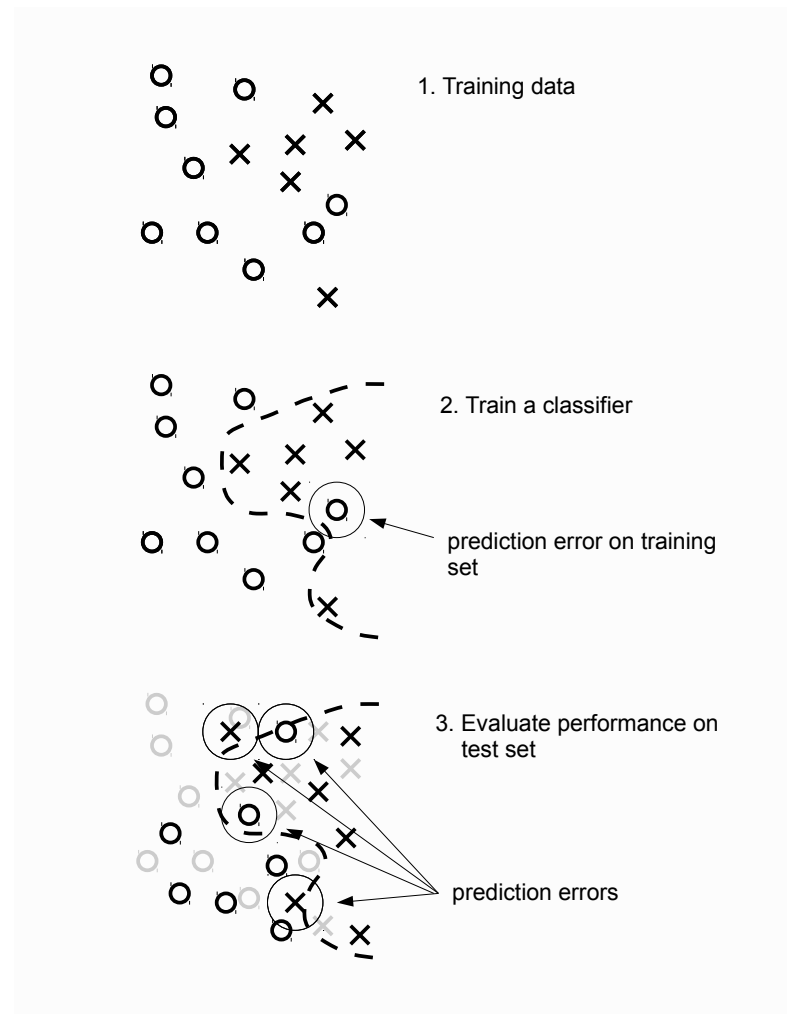 1. Training data
2. Train a classifier
prediction error on training
set
3. Evaluate performance on
test set
prediction errors